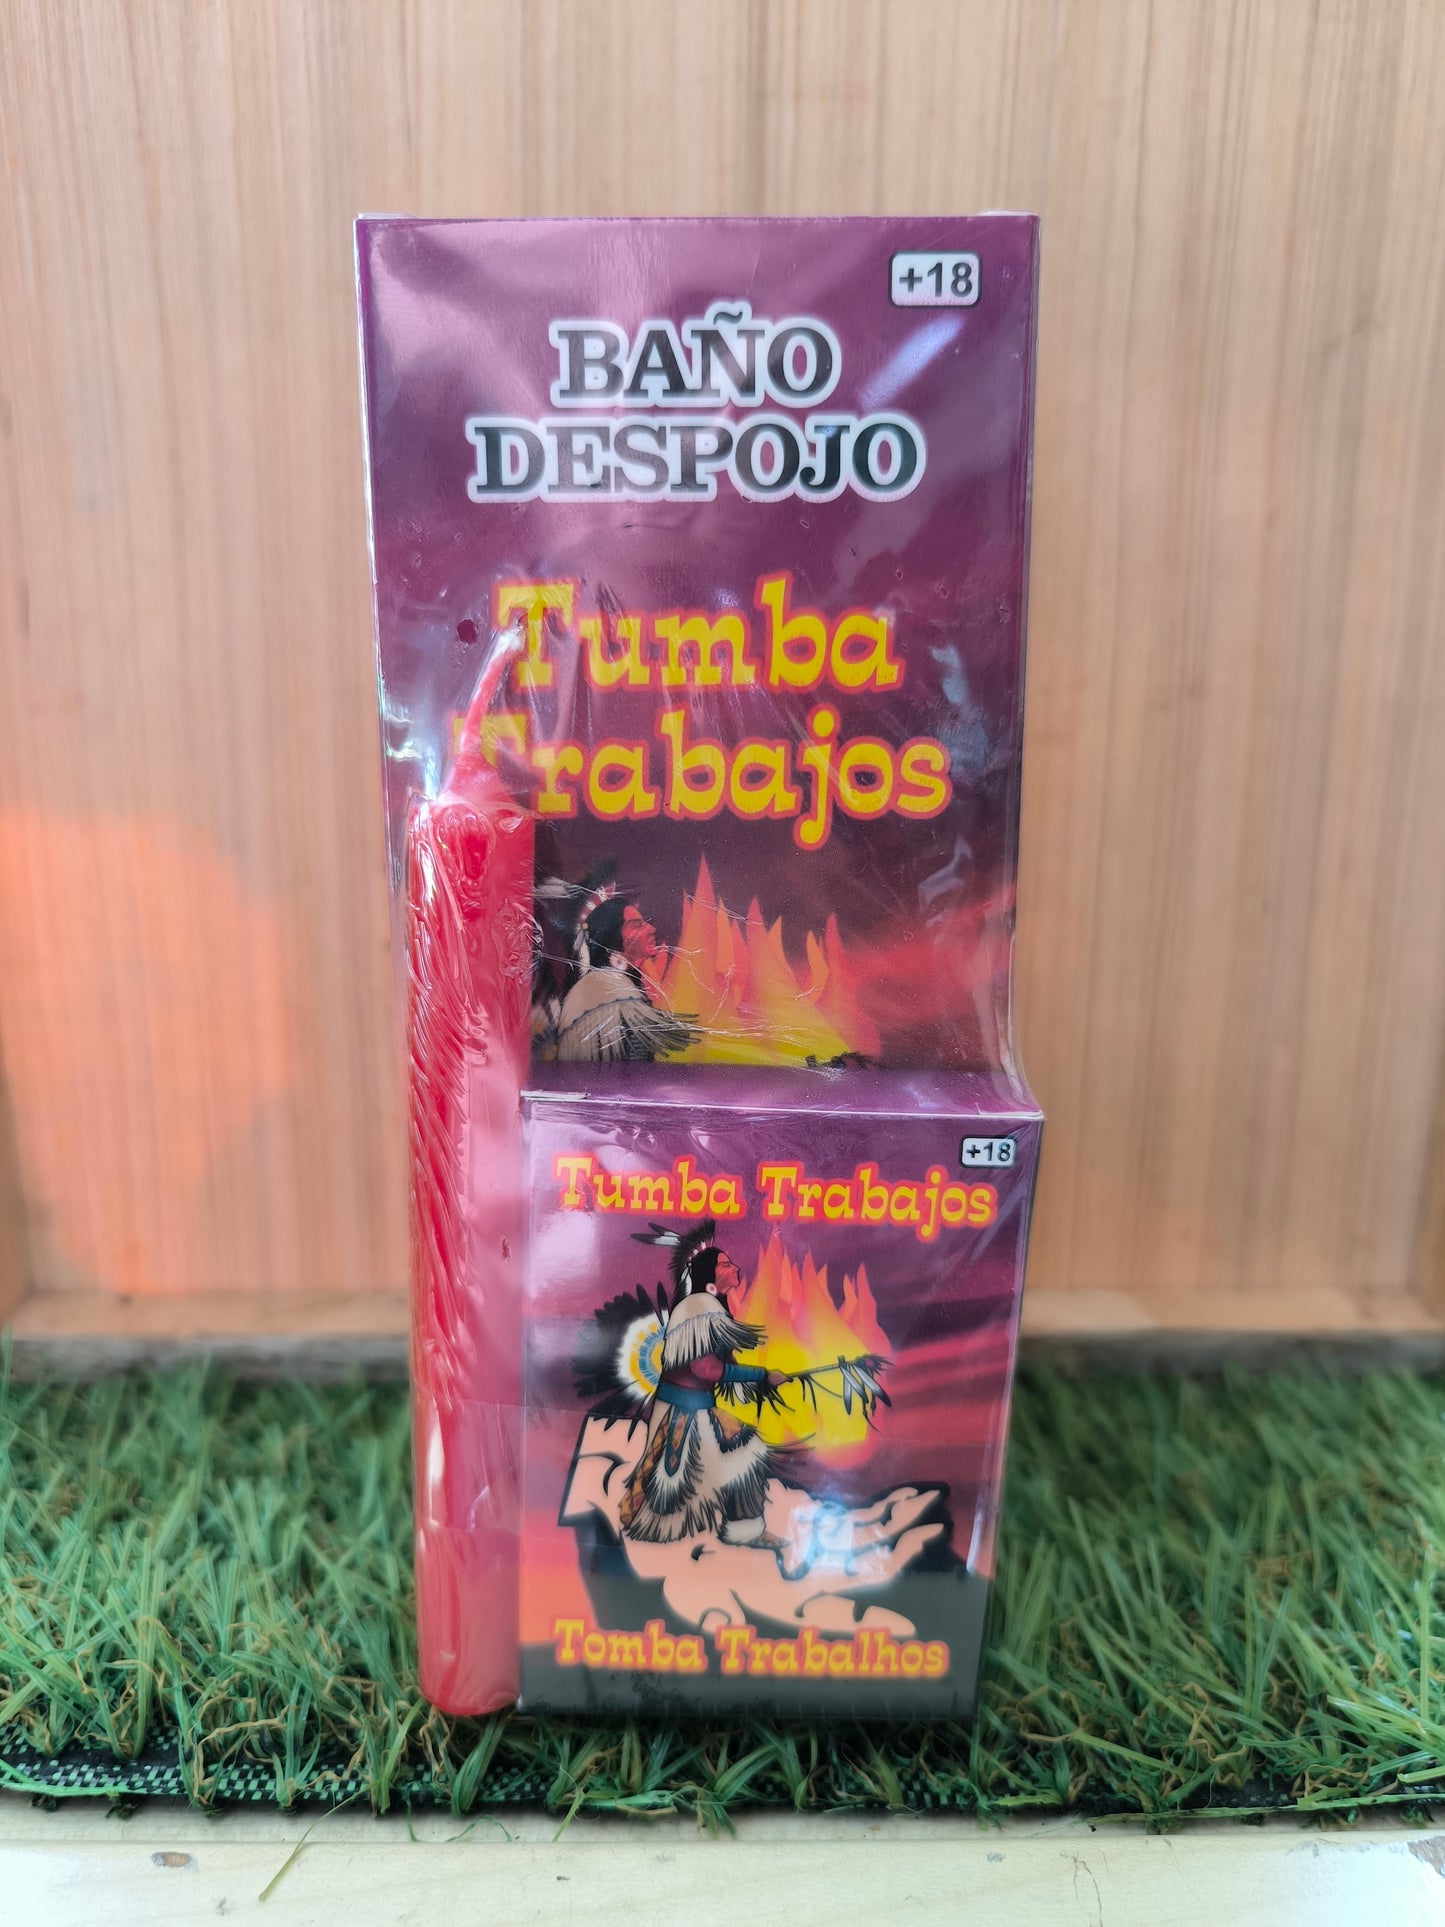 +18
BAÑO
DESPOJO
Tumba
Trabajos
+18
Tumba Trabajos
Tomba Trabalhos